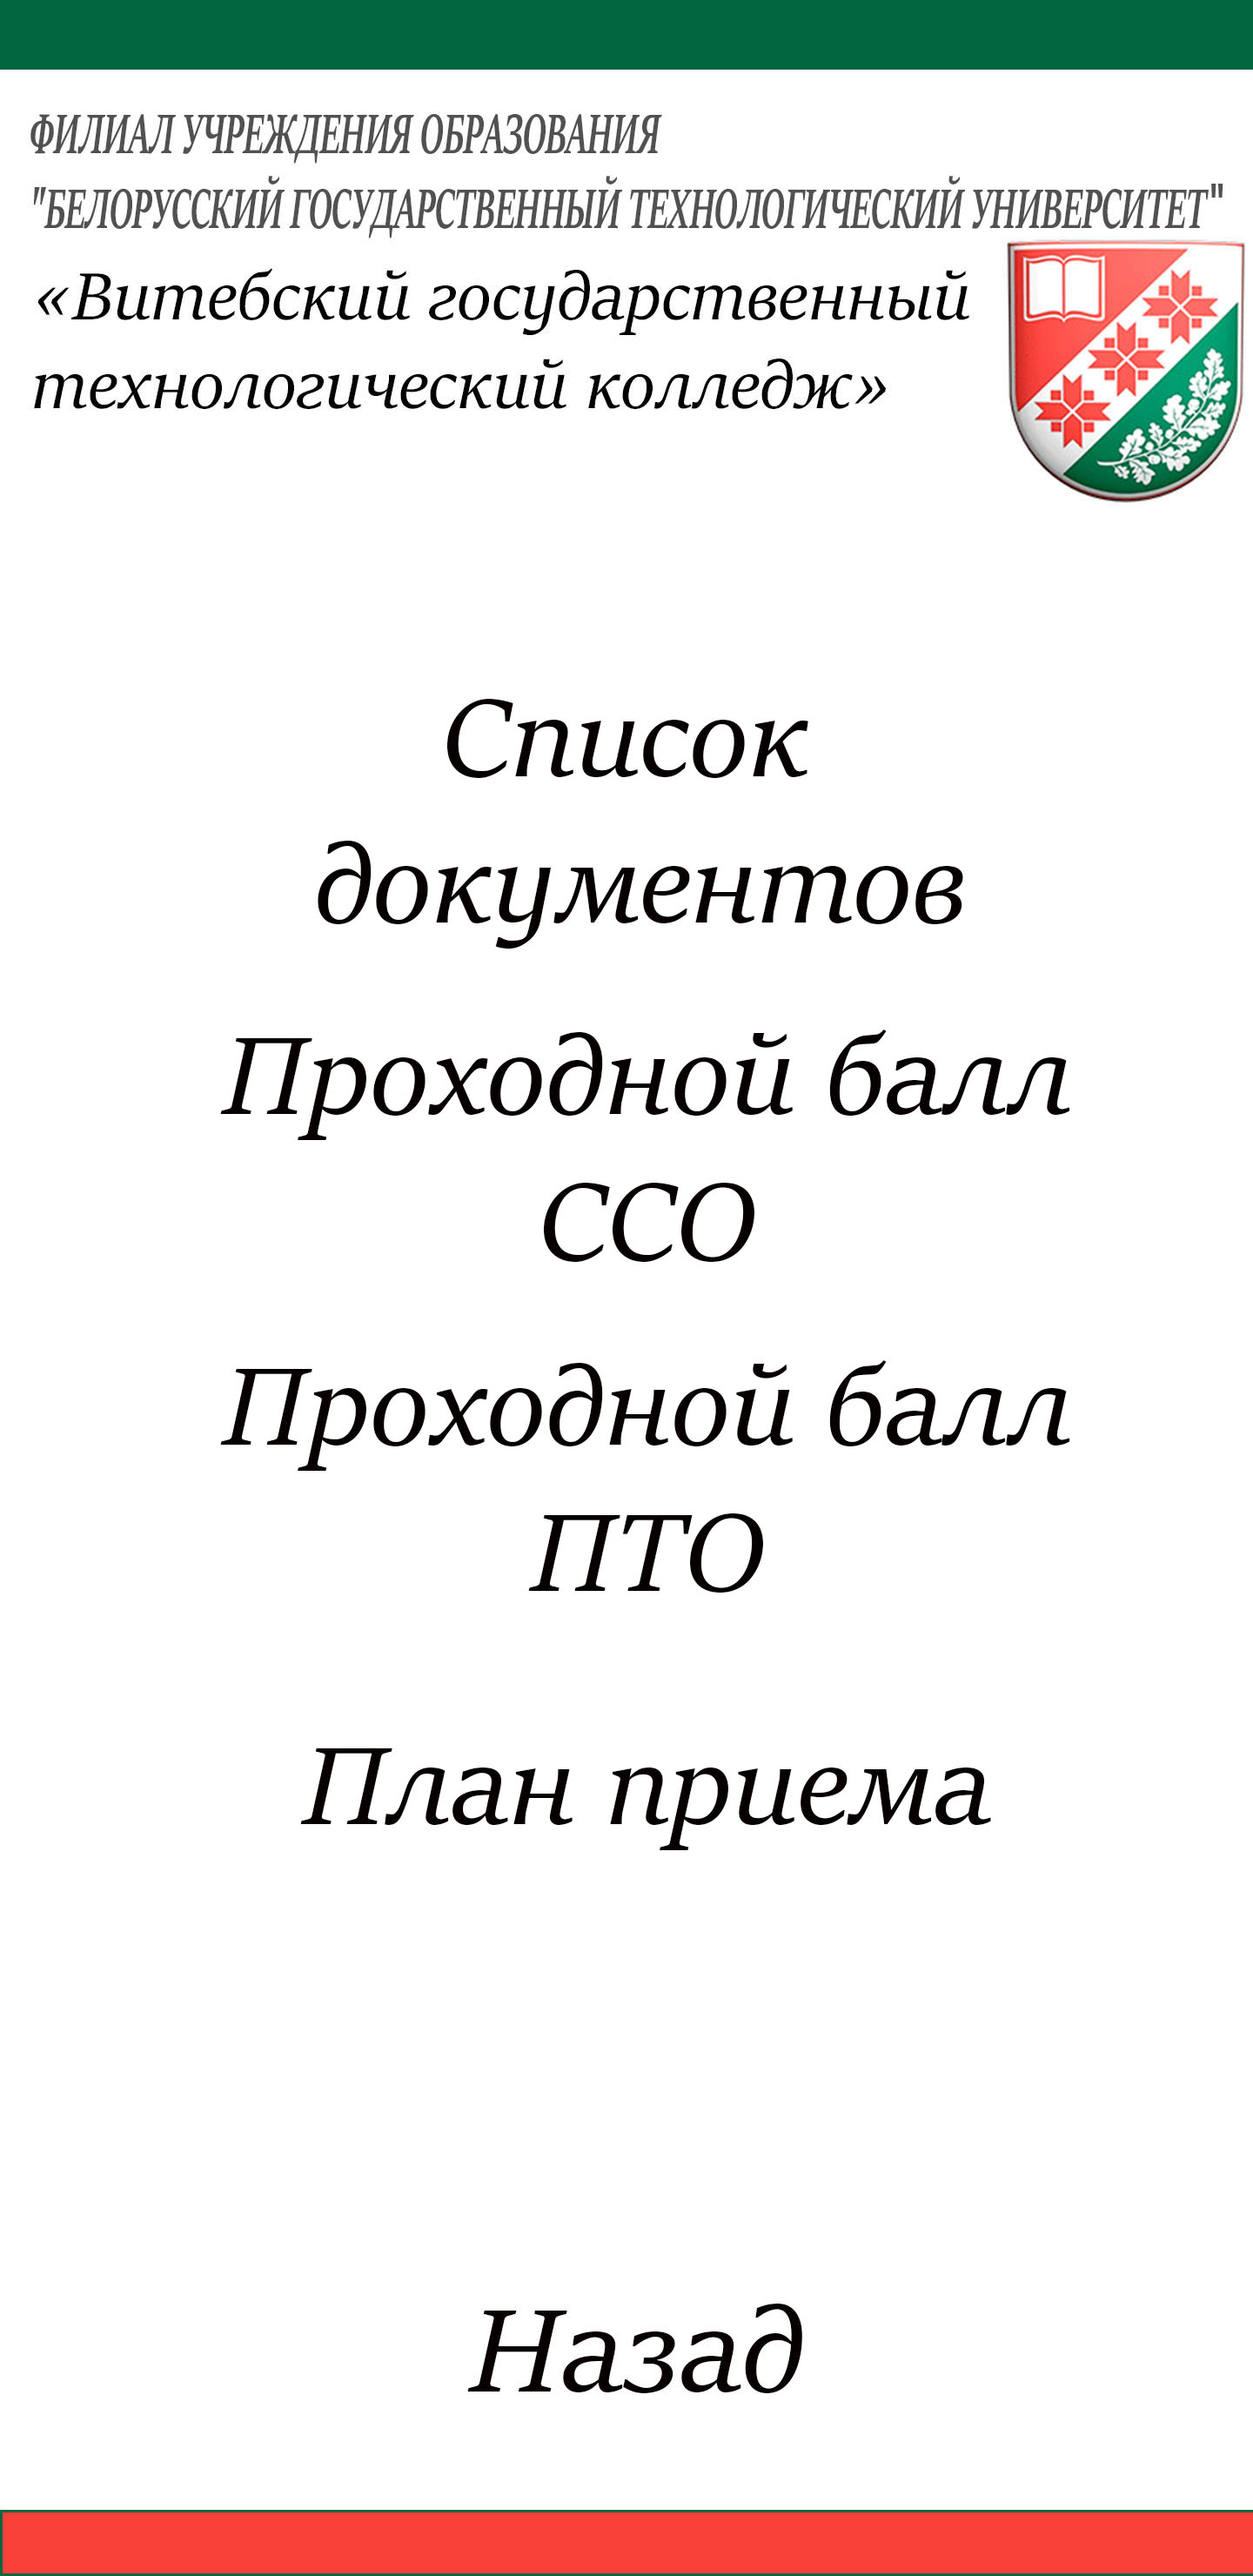 ФИЛИАЛ УЧРЕЖДЕНИЯ ОБРАЗОВАНИЯ
"БЕЛОРУССКИЙ ГОСУДАРСТВЕННЫЙ ТЕХНОЛОГИЧЕСКИЙ УНИВЕРСИТЕТ"
«Витебский государственный
технологический колледж»
Список
документов
Проходной балл
ССО
Проходной балл
ПТО
План приема
Назад